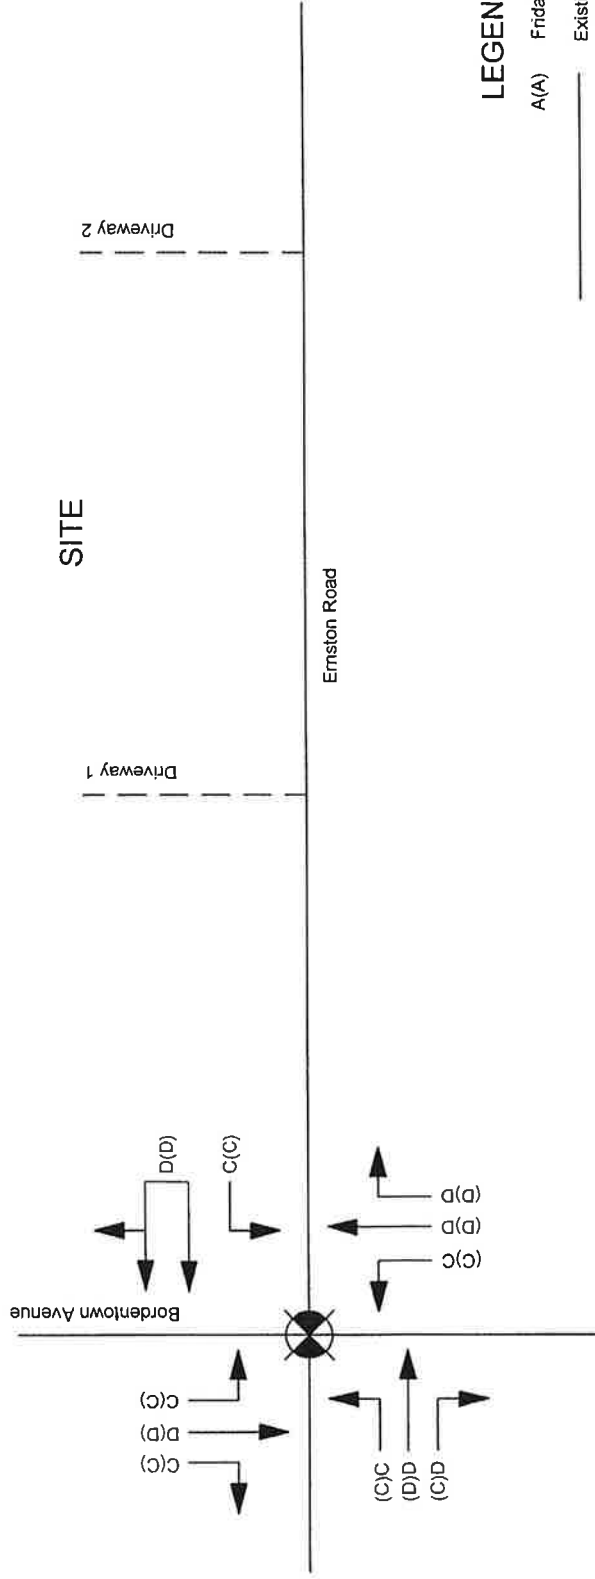 LEGEN
A(A) Frida
Exist
Driveway 2
SITE
Ernston Road
Driveway 1
D(D)
C(C)
Bordentown Avenue
C(C)
D(D)
C(C)
(D)D
(D)D
(C)C
(C)C
(D)D
(C)D